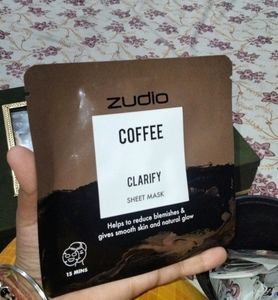 zudio
COFFEE
CLARIFY
SHEET MASK
Helps to reduce blemishes &
gives smooth skin and natural glow
15 MINS